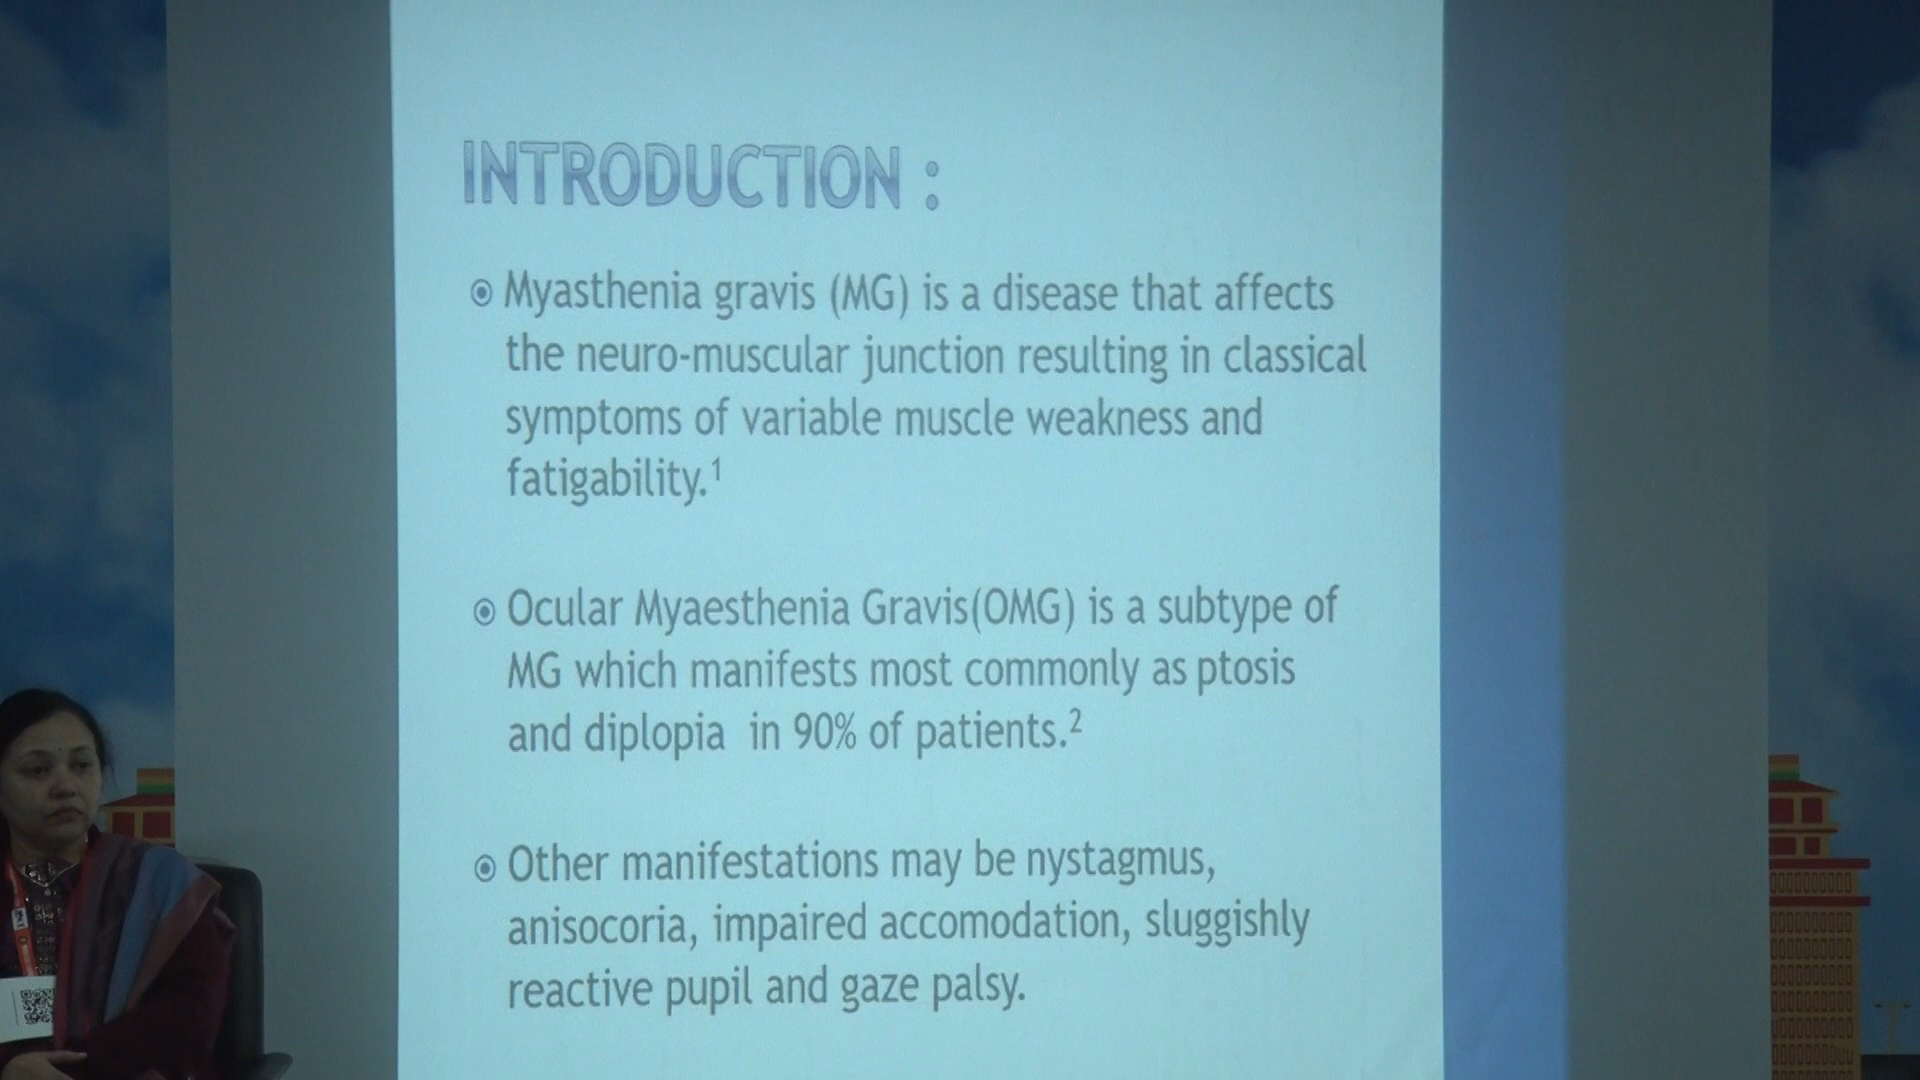 INTRODUCTION :
Myasthenia gravis (MG) is a disease that affects
the neuro-muscular junction resulting in classical
symptoms of variable muscle weakness and
fatigability.¹
Ocular Myaesthenia Gravis(OMG) is a subtype of
MG which manifests most commonly as ptosis
and diplopia in 90% of patients.²
Other manifestations may be nystagmus,
anisocoria, impaired accomodation, sluggishly
reactive pupil and gaze palsy.